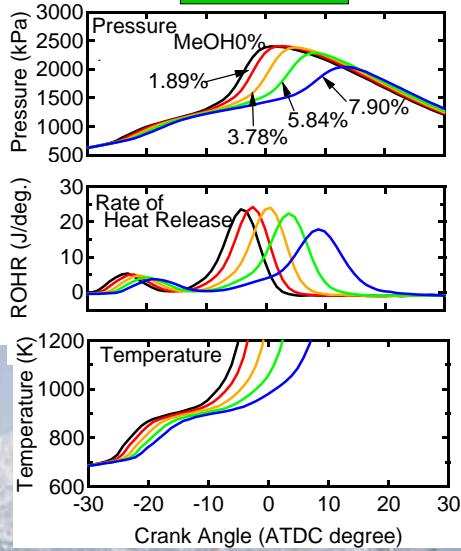 3000
2500
2000
1500
1000
500
Pressure (kPa)
Pressure
MeOH0%
1.89%
3.78%
5.84%
7.90%
30
20
10
0
ROHR (J/deg.)
Rate of
Heat Release
1200
1000
800
600
Temperature (K)
Temperature
-30 -20 -10 0 10 20 30
Crank Angle (ATDC degree)